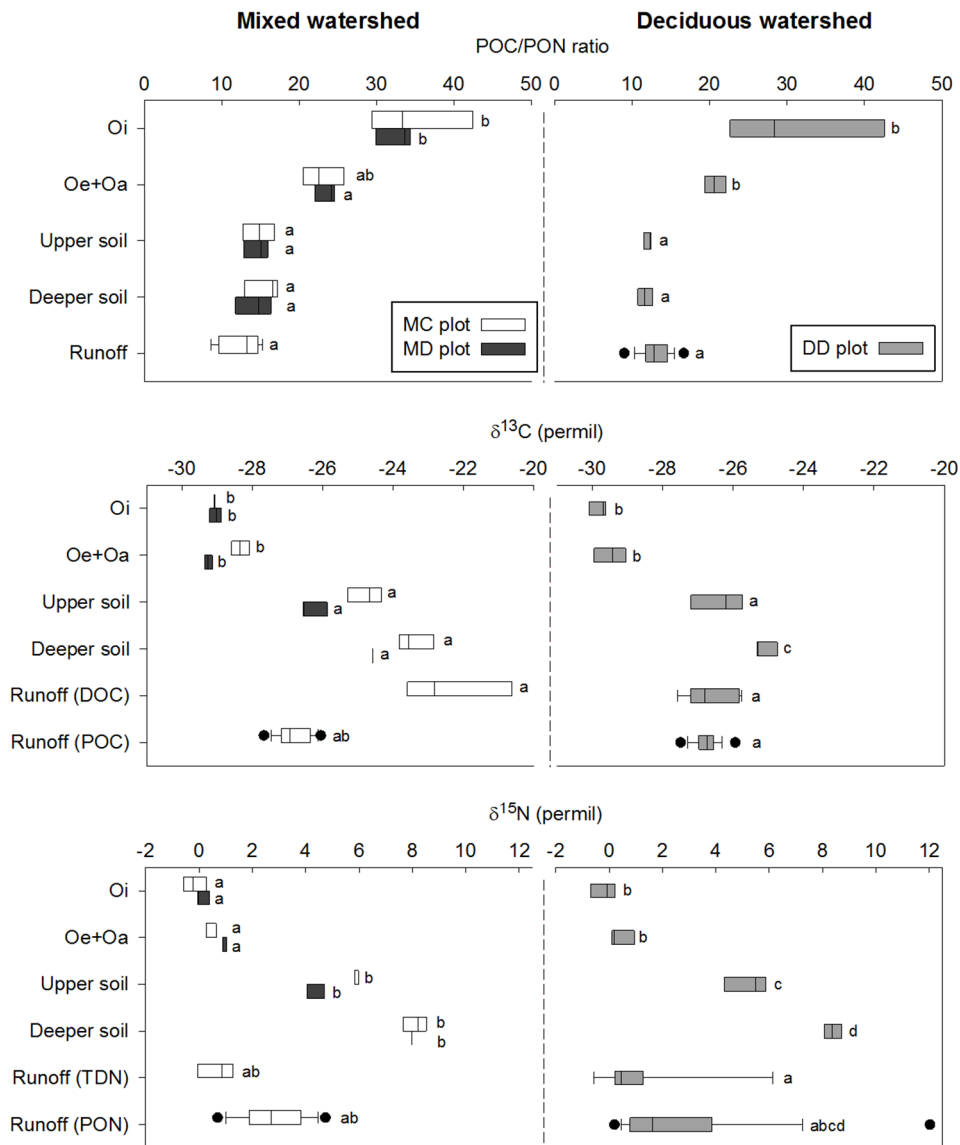 Mixed watershed Deciduous watershed
POC/PON ratio
0 10 20 30 40 50 0 10 20 30 40 50
Oi b b b
Oe+Oa ab a b
Upper soil a a a
Deeper soil a a a
Runoff a a
MC plot
MD plot
DD plot
δ13C (permil)
-30 -28 -26 -24 -22 -20 -30 -28 -26 -24 -22 -20
Oi b b b
Oe+Oa b b b
Upper soil a a a
Deeper soil a a c
Runoff (DOC) a a
Runoff (POC) ab a
δ15N (permil)
-2 0 2 4 6 8 10 12 -2 0 2 4 6 8 10 12
Oi a a b
Oe+Oa a a b
Upper soil b b c
Deeper soil b b d
Runoff (TDN) ab a
Runoff (PON) ab abcd